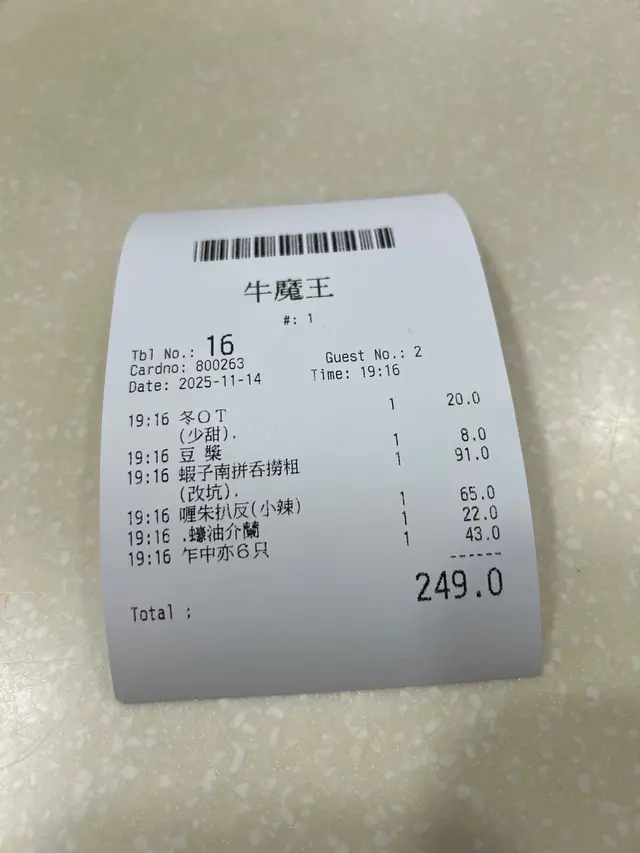 牛魔王
#: 1
Tbl No.: 16
Cardno: 800263 Guest No.: 2
Date: 2025-11-14 Time: 19:16
19:16 冬OT 1 20.0
(少甜).
19:16 豆 漿 1 8.0
19:16 蝦子南拼吞撈粗 1 91.0
(改坑).
19:16 喱朱扒反(小辣) 1 65.0
19:16 .蠔油介蘭 1 22.0
19:16 乍中亦6只 1 43.0
------
Total ; 249.0